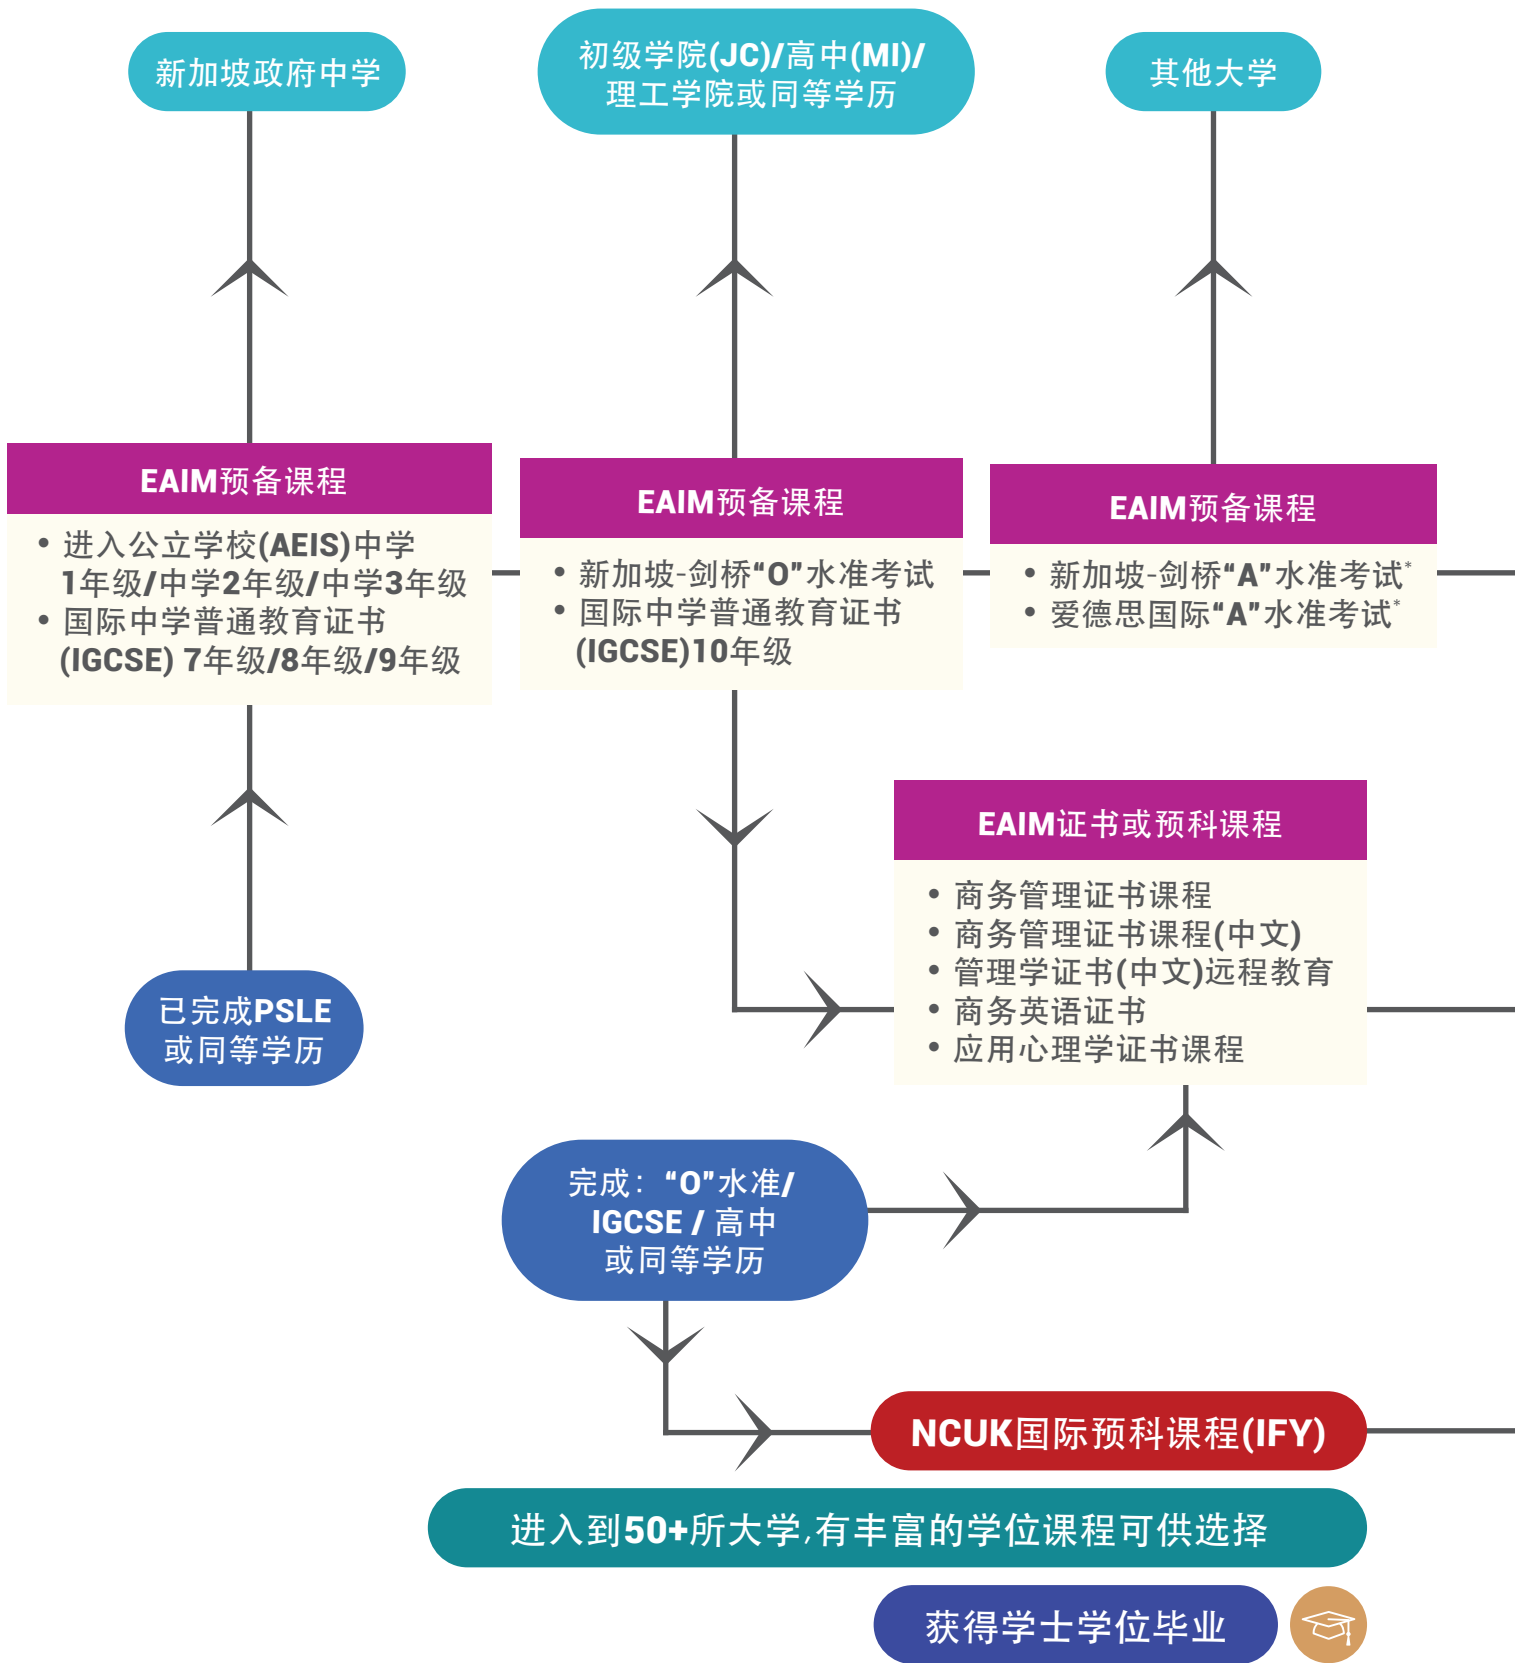 新加坡政府中学
初级学院(JC)/高中(MI)/
理工学院或同等学历
其他大学
EAIM预备课程
• 进入公立学校(AEIS)中学
1年级/中学2年级/中学3年级
• 国际中学普通教育证书
(IGCSE) 7年级/8年级/9年级
EAIM预备课程
• 新加坡-剑桥“O”水准考试
• 国际中学普通教育证书
(IGCSE)10年级
EAIM预备课程
• 新加坡-剑桥“A”水准考试*
• 爱德思国际“A”水准考试*
EAIM证书或预科课程
• 商务管理证书课程
• 商务管理证书课程(中文)
• 管理学证书(中文)远程教育
• 商务英语证书
• 应用心理学证书课程
已完成PSLE
或同等学历
完成：“O”水准/
IGCSE / 高中
或同等学历
NCUK国际预科课程(IFY)
进入到50+所大学,有丰富的学位课程可供选择
获得学士学位毕业